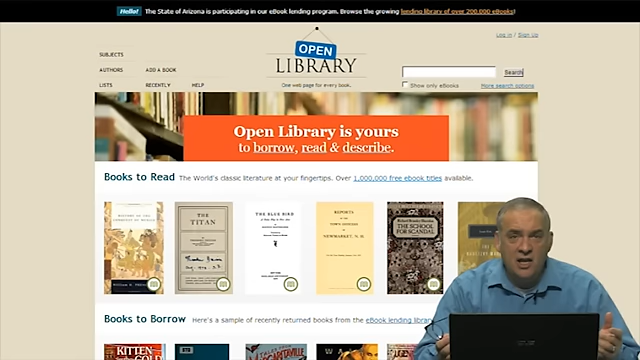 Hello! The State of Arizona is participating in our eBook lending program. Browse the growing lending library of over 200,000 eBooks!
Log in / Sign Up
OPEN
LIBRARY
One web page for every book.
SUBJECTS
AUTHORS ADD A BOOK
LISTS RECENTLY HELP
Search
Show only eBooks More search options
Open Library is yours
to borrow, read & describe.
Books to Read The World's classic literature at your fingertips. Over 1,000,000 free ebook titles available.
THE
TITAN
THE BLUE BIRD
REPORTS
NEWMARKET, N. H.
THE SCHOOL
FOR SCANDAL
Books to Borrow Here's a sample of recently returned books from the eBook lending library
KITTEN
GOLD